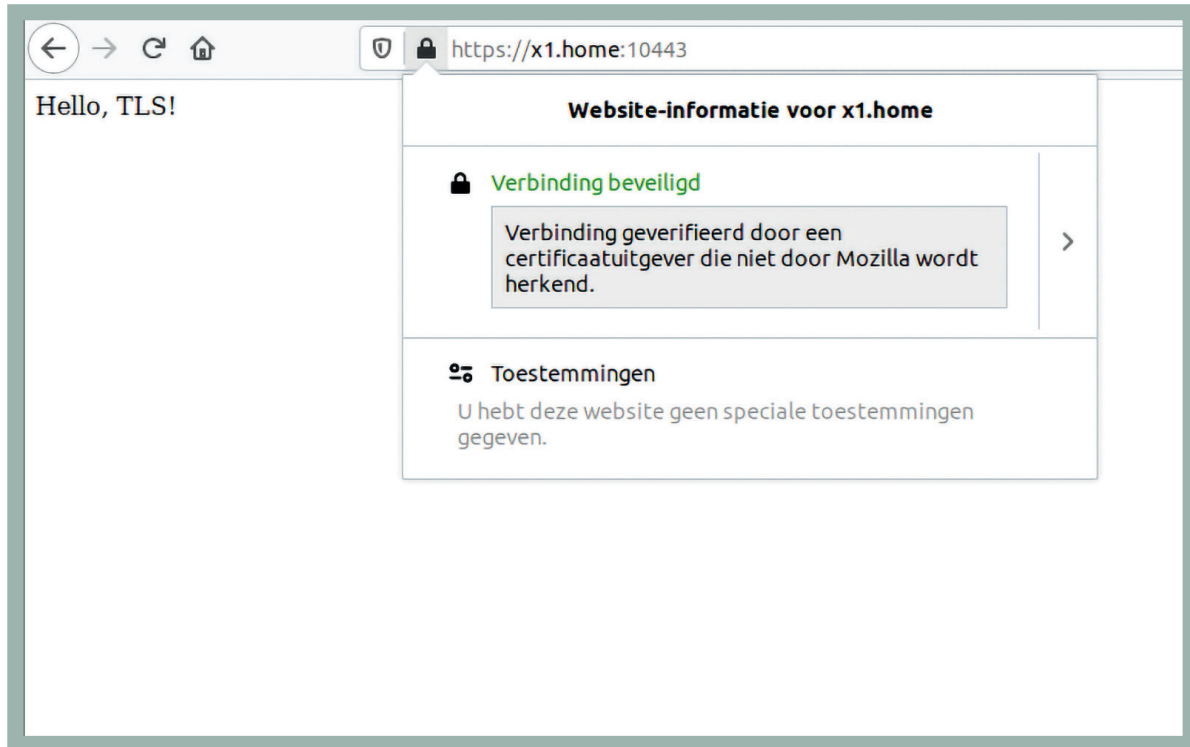 https://x1.home:10443
Hello, TLS!
Website-informatie voor x1.home
Verbinding beveiligd
Verbinding geverifieerd door een
certificaatuitgever die niet door Mozilla wordt
herkend.
Toestemmingen
U hebt deze website geen speciale toestemmingen
gegeven.